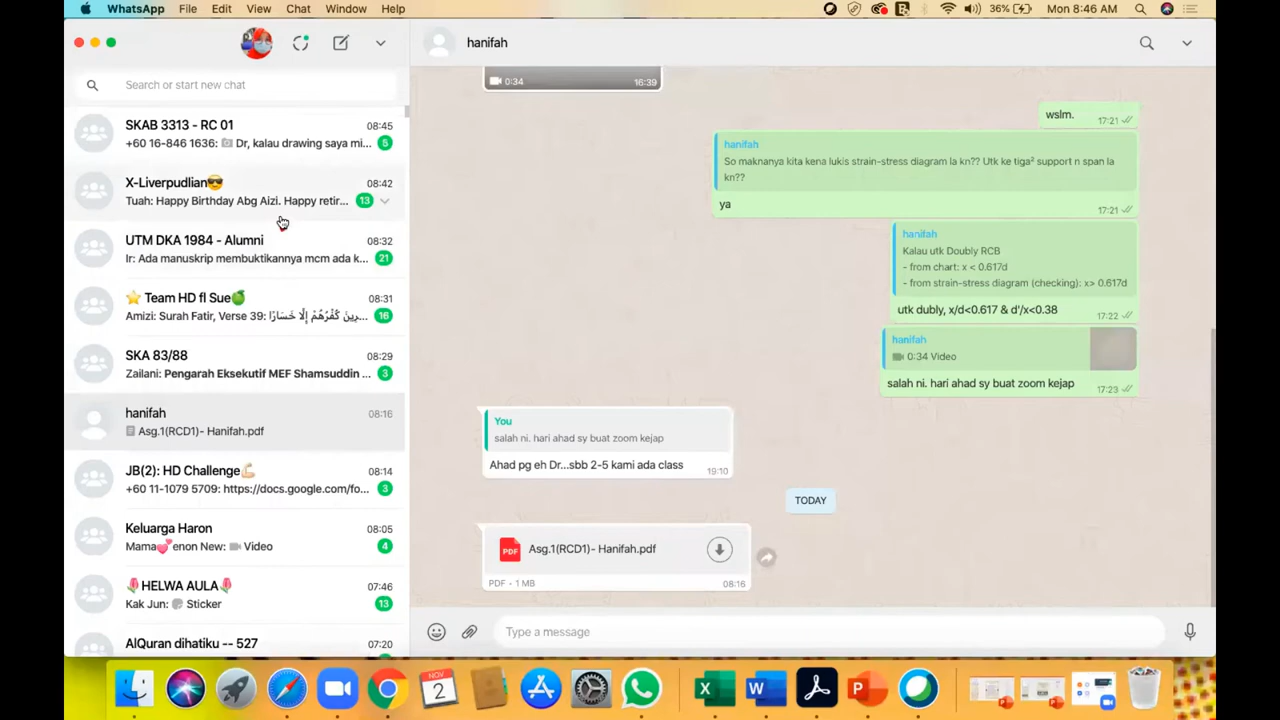 WhatsApp File Edit View Chat Window Help 36% Mon 8:46 AM
hanifah
Search or start new chat
SKAB 3313 - RC 01 08:45
+60 16-846 1636: Dr, kalau drawing saya mi... 5
X-Liverpudlian😎 08:42
Tuah: Happy Birthday Abg Aizi. Happy retir... 13
UTM DKA 1984 - Alumni 08:32
Ir: Ada manuskrip membuktikannya mcm ada k... 21
⭐ Team HD fl Sue🍏 08:31
Amizi: Surah Fatir, Verse 39: ...رِينَ كُفْرُهُمْ إِلَّا خَسَارًا 16
SKA 83/88 08:29
Zailani: Pengarah Eksekutif MEF Shamsuddin ... 3
hanifah 08:16
Asg.1(RCD1)- Hanifah.pdf
JB(2): HD Challenge💪🏻 08:14
+60 11-1079 5709: https://docs.google.com/fo... 3
Keluarga Haron 08:05
Mama💕enon New: Video 4
🌷HELWA AULA🌷 07:46
Kak Jun: Sticker 13
AlQuran dihatiku -- 527 07:20
0:34 16:39
wslm. 17:21
hanifah
So maknanya kita kena lukis strain-stress diagram la kn?? Utk ke tiga² support n span la
kn??
ya 17:21
hanifah
Kalau utk Doubly RCB
- from chart: x < 0.617d
- from strain-stress diagram (checking): x> 0.617d
utk dubly, x/d<0.617 & d'/x<0.38 17:22
hanifah
0:34 Video
salah ni. hari ahad sy buat zoom kejap 17:23
You
salah ni. hari ahad sy buat zoom kejap
Ahad pg eh Dr...sbb 2-5 kami ada class 19:10
TODAY
PDF Asg.1(RCD1)- Hanifah.pdf
PDF • 1 MB 08:16
Type a message
NOV
2
X W P